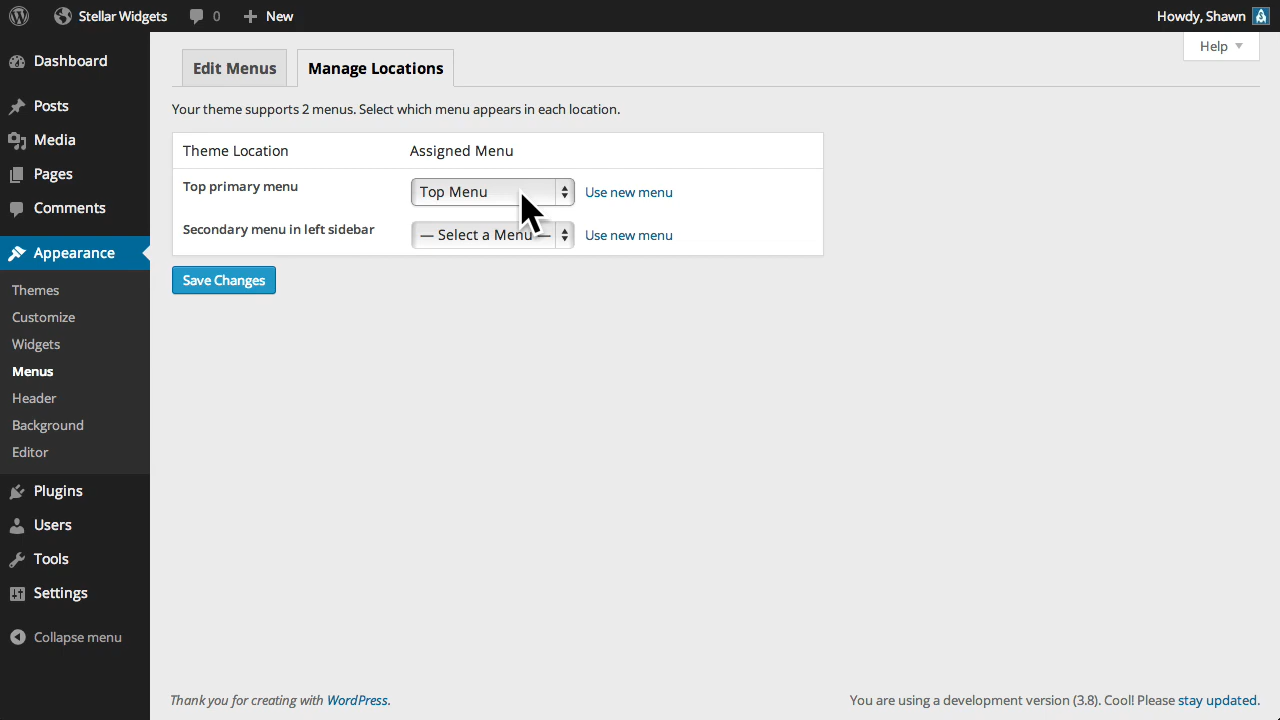 Stellar Widgets 0 New Howdy, Shawn
Help
Dashboard
Posts
Media
Pages
Comments
Appearance
Themes
Customize
Widgets
Menus
Header
Background
Editor
Plugins
Users
Tools
Settings
Collapse menu
Edit Menus Manage Locations
Your theme supports 2 menus. Select which menu appears in each location.
Theme Location Assigned Menu
Top primary menu Top Menu Use new menu
Secondary menu in left sidebar — Select a Menu — Use new menu
Save Changes
Thank you for creating with WordPress. You are using a development version (3.8). Cool! Please stay updated.